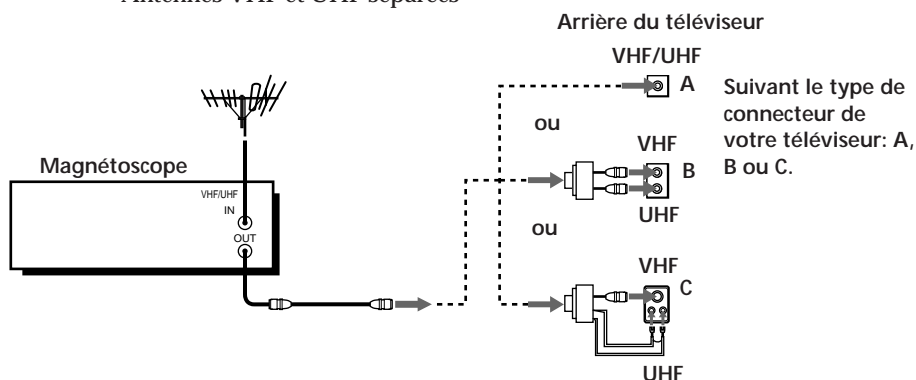 Antennes VHF et UHF séparées
Arrière du téléviseur
VHF/UHF
A
Suivant le type de
connecteur de
votre téléviseur: A,
B ou C.
ou
VHF
B
UHF
ou
VHF
C
UHF
Magnétoscope
VHF/UHF
IN
OUT